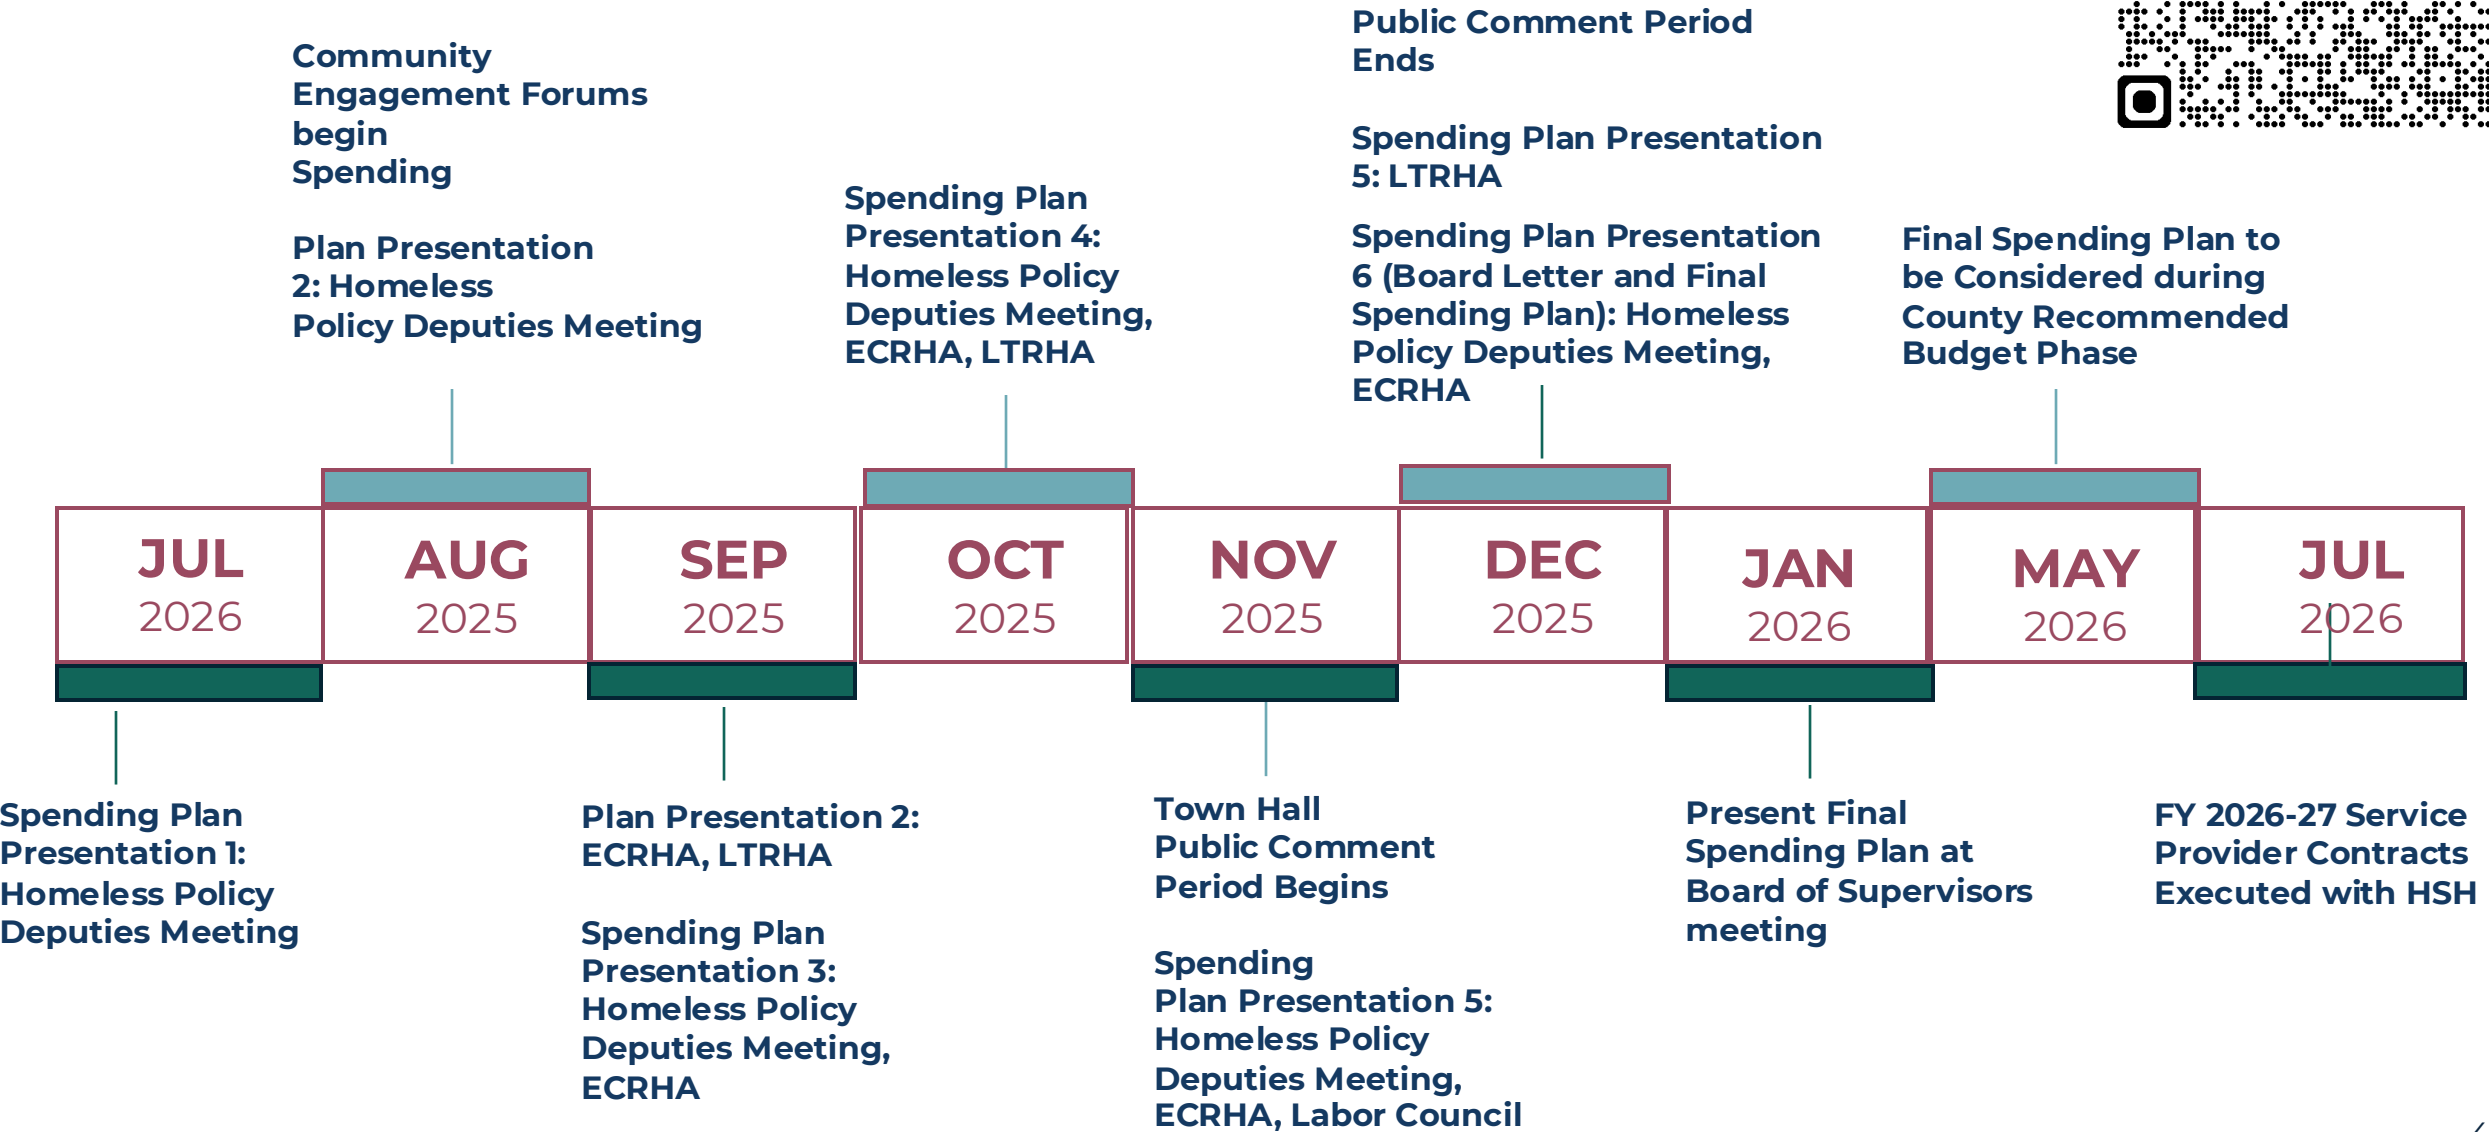 Community
Engagement Forums
begin
Spending
Plan Presentation
2: Homeless
Policy Deputies Meeting
Spending Plan
Presentation 4:
Homeless Policy
Deputies Meeting,
ECRHA, LTRHA
Public Comment Period
Ends
Spending Plan Presentation
5: LTRHA
Spending Plan Presentation
6 (Board Letter and Final
Spending Plan): Homeless
Policy Deputies Meeting,
ECRHA
Final Spending Plan to
be Considered during
County Recommended
Budget Phase
JUL
2026
AUG
2025
SEP
2025
OCT
2025
NOV
2025
DEC
2025
JAN
2026
MAY
2026
JUL
2026
Spending Plan
Presentation 1:
Homeless Policy
Deputies Meeting
Plan Presentation 2:
ECRHA, LTRHA
Spending Plan
Presentation 3:
Homeless Policy
Deputies Meeting,
ECRHA
Town Hall
Public Comment
Period Begins
Spending
Plan Presentation 5:
Homeless Policy
Deputies Meeting,
ECRHA, Labor Council
Present Final
Spending Plan at
Board of Supervisors
meeting
FY 2026-27 Service
Provider Contracts
Executed with HSH